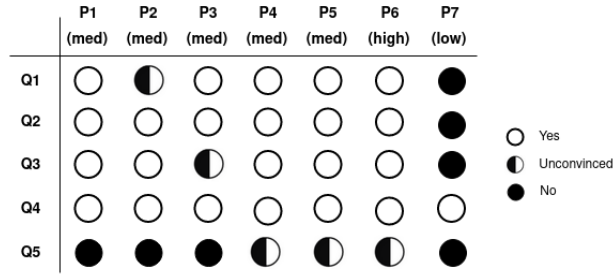 P1 P2 P3 P4 P5 P6 P7
(med) (med) (med) (med) (med) (high) (low)
Q1
Q2
Q3
Q4
Q5
Yes
Unconvinced
No